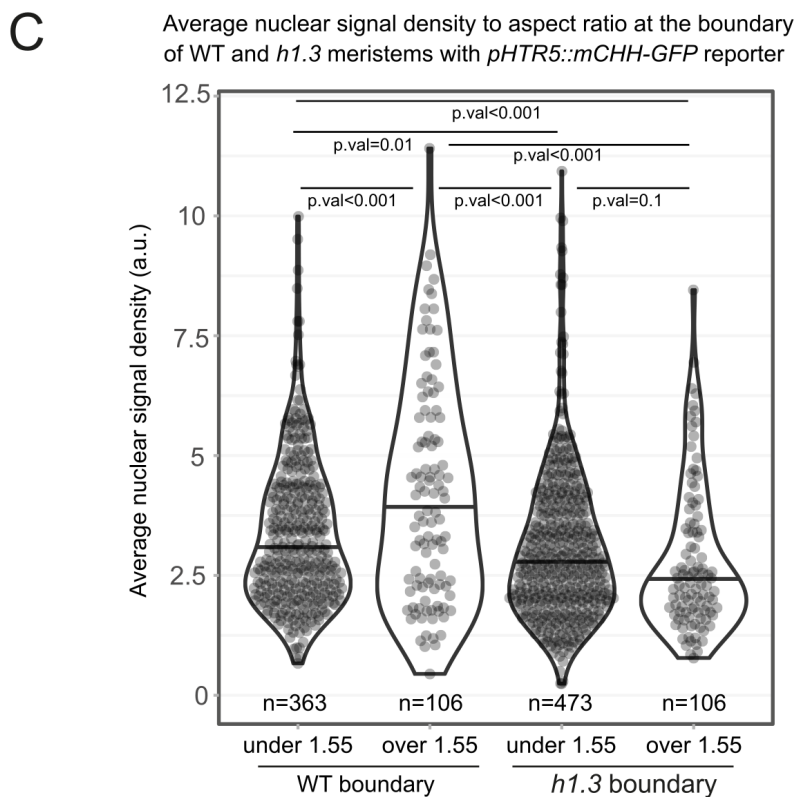 C
Average nuclear signal density to aspect ratio at the boundary
of WT and h1.3 meristems with pHTR5::mCHH-GFP reporter
Average nuclear signal density (a.u.)
12.5
10
7.5
5
2.5
0
p.val<0.001
p.val=0.01
p.val<0.001
p.val<0.001
p.val<0.001
p.val=0.1
n=363
n=106
n=473
n=106
under 1.55
over 1.55
under 1.55
over 1.55
WT boundary
h1.3 boundary